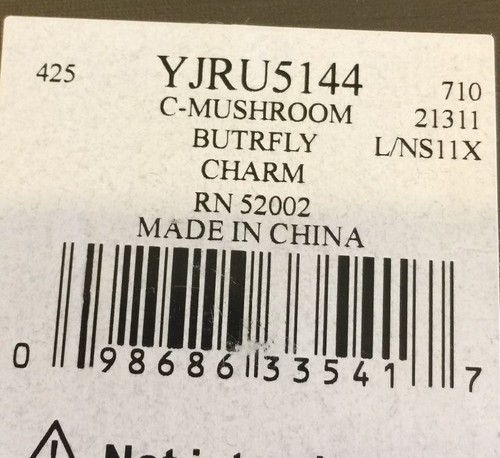 425 YJRU5144 710
C-MUSHROOM 21311
BUTRFLY L/NS11X
CHARM
RN 52002
MADE IN CHINA
0 98686 33541 7